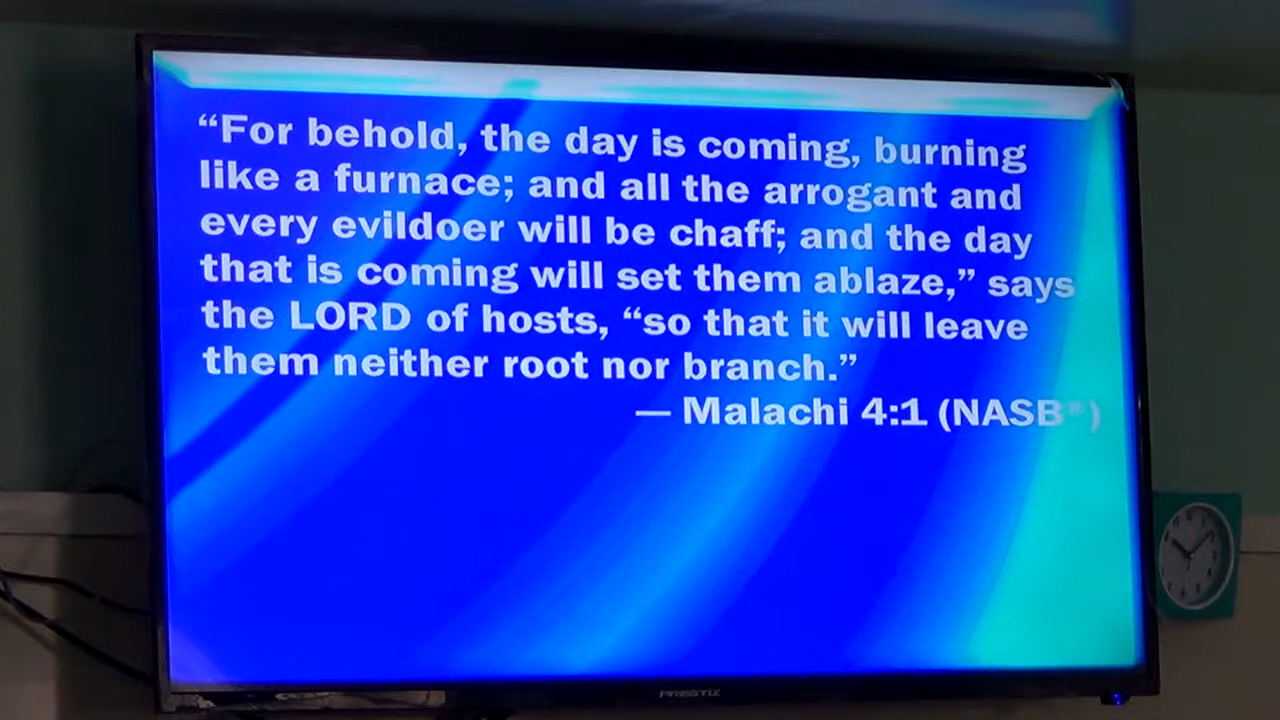 “For behold, the day is coming, burning
like a furnace; and all the arrogant and
every evildoer will be chaff; and the day
that is coming will set them ablaze,” says
the LORD of hosts, “so that it will leave
them neither root nor branch.”
— Malachi 4:1 (NASB®)